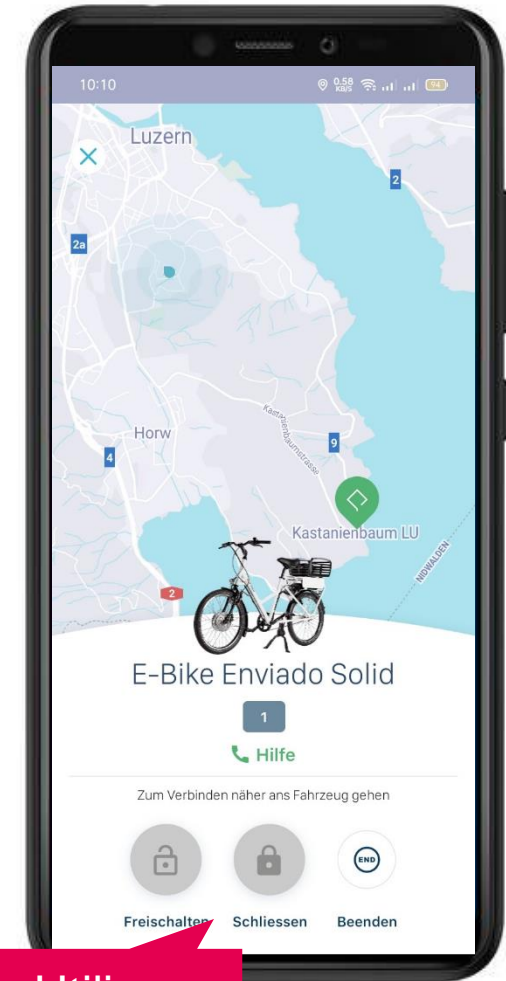 10:10
0.58
KB/S
94
Luzern
2
2a
Kastanienbaumstrasse
Horw
9
4
Kastanienbaum LU
NIDWALDEN
2
E-Bike Enviado Solid
1
Hilfe
Zum Verbinden näher ans Fahrzeug gehen
END
Freischalten
Schliessen
Beenden